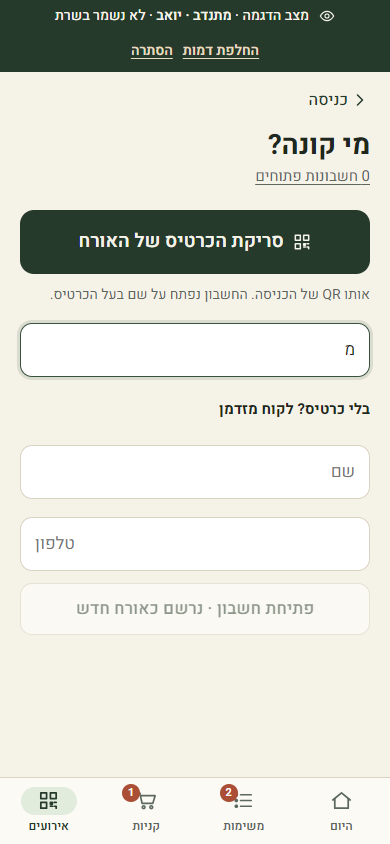 מצב הדגמה · מתנדב · יואב · לא נשמר בשרת
החלפת דמות הסתרה
כניסה
מי קונה?
0 חשבונות פתוחים
סריקת הכרטיס של האורח
אותו QR של הכניסה. החשבון נפתח על שם בעל הכרטיס.
מ
בלי כרטיס? לקוח מזדמן
שם
טלפון
פתיחת חשבון · נרשם כאורח חדש
היום
2
משימות
1
קניות
אירועים